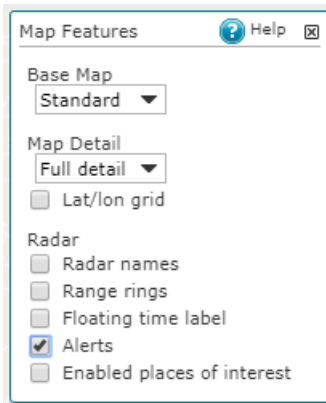 Map Features Help
Base Map
Standard
Map Detail
Full detail
Lat/lon grid
Radar
Radar names
Range rings
Floating time label
Alerts
Enabled places of interest